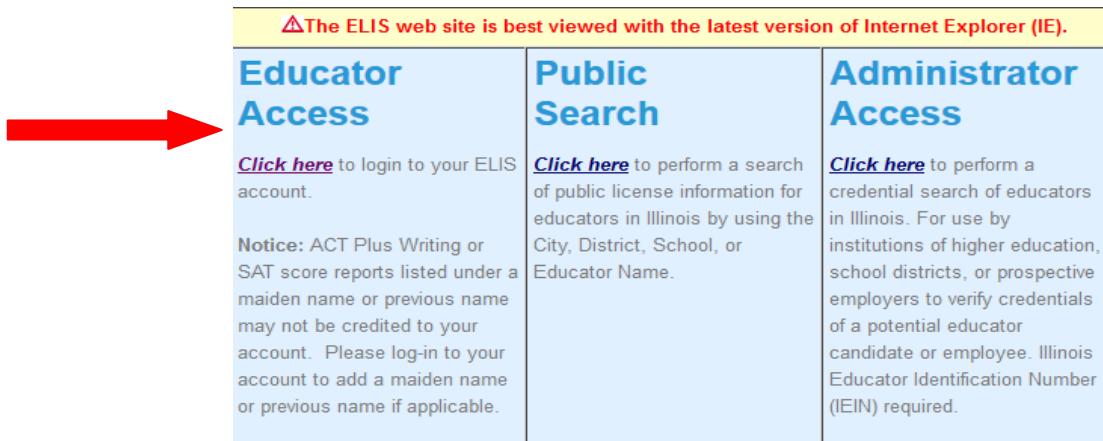 The ELIS web site is best viewed with the latest version of Internet Explorer (IE).
Educator
Access
Click here to login to your ELIS
account.
Notice: ACT Plus Writing or
SAT score reports listed under a
maiden name or previous name
may not be credited to your
account.  Please log-in to your
account to add a maiden name
or previous name if applicable.
Public
Search
Click here to perform a search
of public license information for
educators in Illinois by using the
City, District, School, or
Educator Name.
Administrator
Access
Click here to perform a
credential search of educators
in Illinois. For use by
institutions of higher education,
school districts, or prospective
employers to verify credentials
of a potential educator
candidate or employee. Illinois
Educator Identification Number
(IEIN) required.